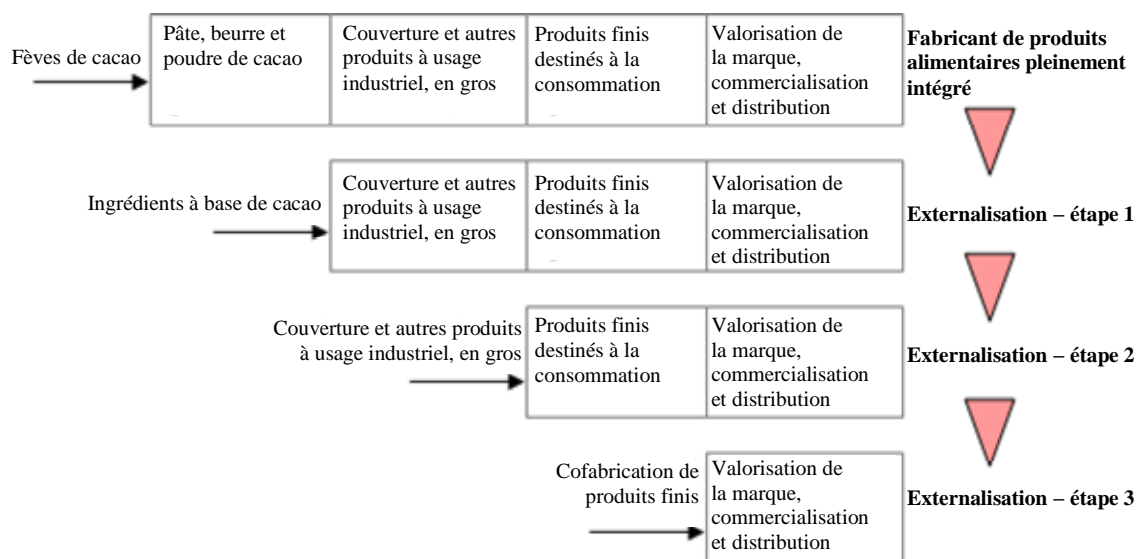 Fèves de cacao
Pâte, beurre et
poudre de cacao
Couverture et autres
produits à usage
industriel, en gros
Produits finis
destinés à la
consommation
Valorisation de
la marque,
commercialisation
et distribution
Fabricant de produits
alimentaires pleinement
intégré
Ingrédients à base de cacao
Couverture et autres
produits à usage
industriel, en gros
Produits finis
destinés à la
consommation
Valorisation de
la marque,
commercialisation
et distribution
Externalisation – étape 1
Couverture et autres produits
à usage industriel, en gros
Produits finis
destinés à la
consommation
Valorisation de
la marque,
commercialisation
et distribution
Externalisation – étape 2
Cofabrication de
produits finis
Valorisation de
la marque,
commercialisation
et distribution
Externalisation – étape 3